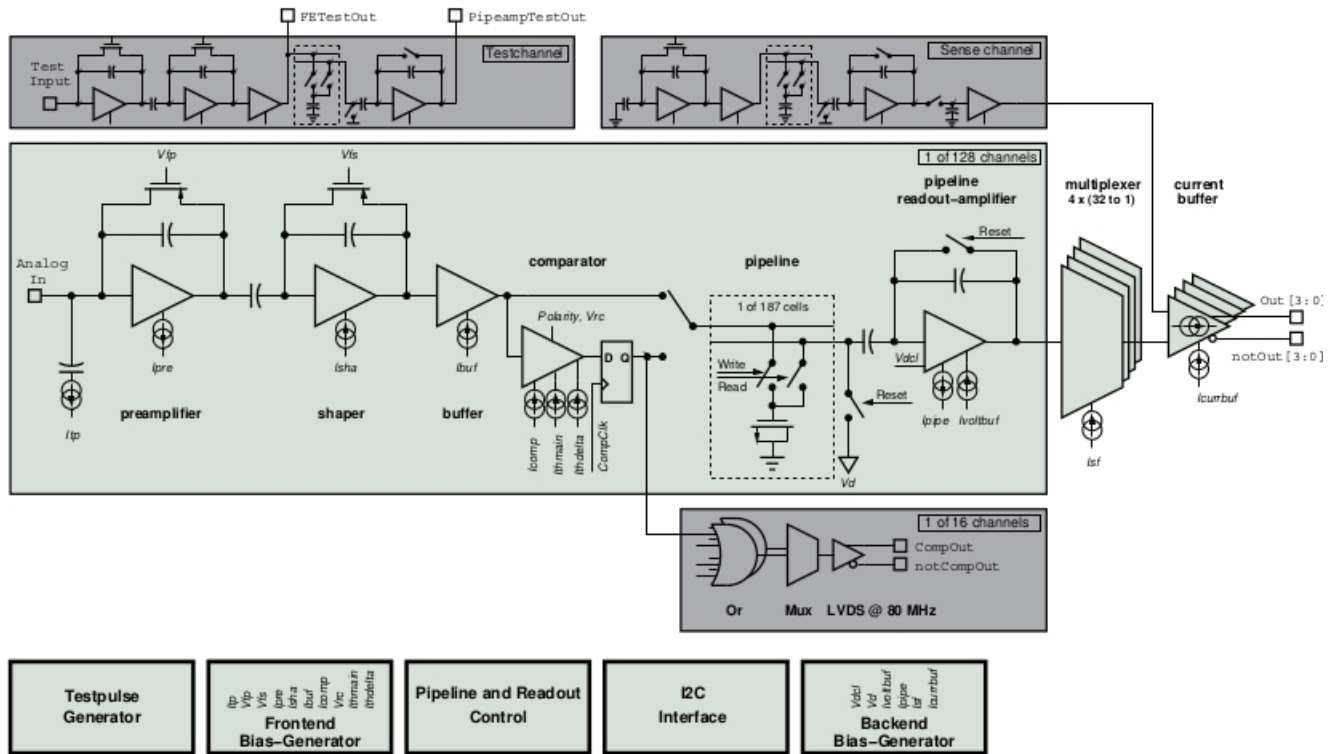 FETestOut
PipeampTestOut
Testchannel
Test
Input
Sense channel
1 of 128 channels
Vfp
Vfs
pipeline
readout-amplifier
multiplexer
4 x (32 to 1)
current
buffer
Reset
Analog
In
comparator
pipeline
1 of 187 cells
Out[3:0]
notOut[3:0]
Polarity, Vrc
D Q
Vdcl
Write
Read
Reset
Ipre
Isha
Ibuf
preamplifier
shaper
buffer
Itp
Icomp
Ithmain
Ithdelta
CompClk
Ipipe
Ivoltbuf
Icurrbuf
Isf
Vd
1 of 16 channels
CompOut
notCompOut
Or
Mux
LVDS @ 80 MHz
Testpulse
Generator
Itp
Vfp
Vfs
Ipre
Isha
Ibuf
Icomp
Vrc
Ithmain
Ithdelta
Frontend
Bias-Generator
Pipeline and Readout
Control
I2C
Interface
Vdcl
Vd
Ivoltbuf
Ipipe
Isf
Icurrbuf
Backend
Bias-Generator